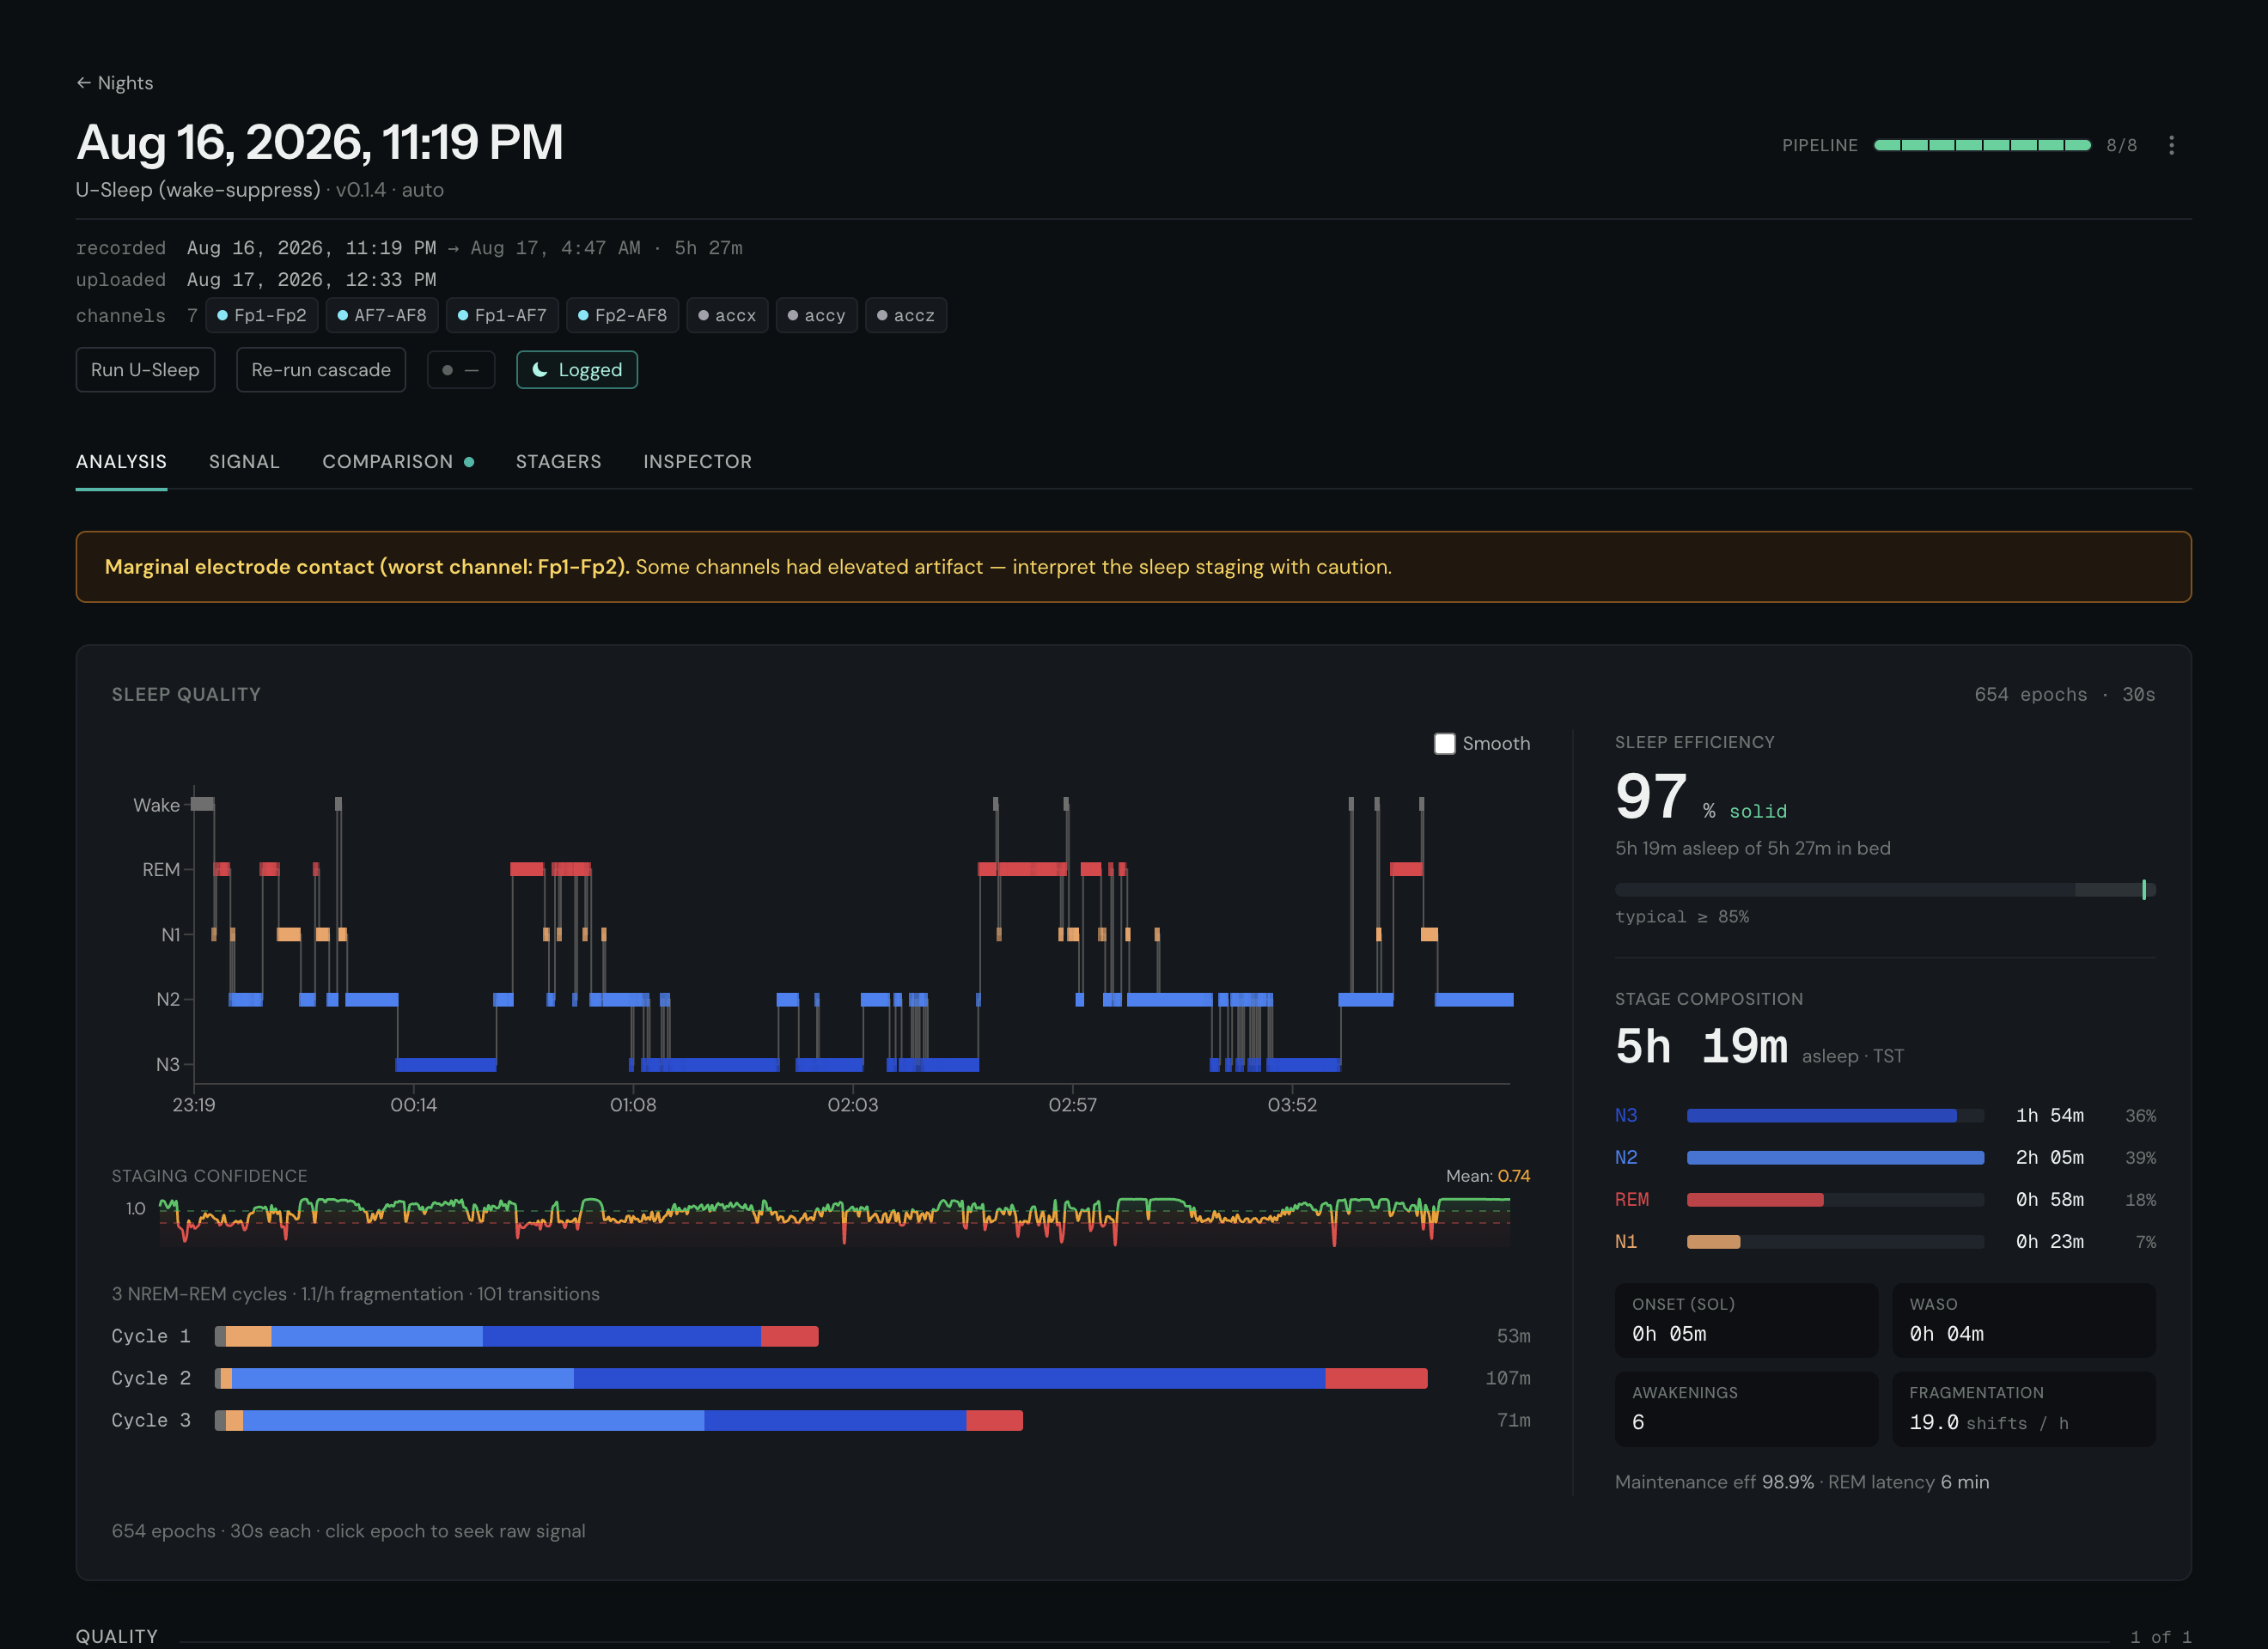 ← Nights
Aug 16, 2026, 11:19 PM
PIPELINE 8/8
U-Sleep (wake-suppress) · v0.1.4 · auto
recorded Aug 16, 2026, 11:19 PM → Aug 17, 4:47 AM · 5h 27m
uploaded Aug 17, 2026, 12:33 PM
channels 7 Fp1-Fp2 AF7-AF8 Fp1-AF7 Fp2-AF8 accx accy accz
Run U-Sleep Re-run cascade — Logged
ANALYSIS SIGNAL COMPARISON STAGERS INSPECTOR
Marginal electrode contact (worst channel: Fp1-Fp2). Some channels had elevated artifact — interpret the sleep staging with caution.
SLEEP QUALITY
654 epochs · 30s
Smooth
Wake
REM
N1
N2
N3
23:19 00:14 01:08 02:03 02:57 03:52
STAGING CONFIDENCE Mean: 0.74
1.0
3 NREM-REM cycles · 1.1/h fragmentation · 101 transitions
Cycle 1 53m
Cycle 2 107m
Cycle 3 71m
654 epochs · 30s each · click epoch to seek raw signal
SLEEP EFFICIENCY
97 % solid
5h 19m asleep of 5h 27m in bed
typical ≥ 85%
STAGE COMPOSITION
5h 19m asleep · TST
N3 1h 54m 36%
N2 2h 05m 39%
REM 0h 58m 18%
N1 0h 23m 7%
ONSET (SOL)
0h 05m
WASO
0h 04m
AWAKENINGS
6
FRAGMENTATION
19.0 shifts / h
Maintenance eff 98.9% · REM latency 6 min
QUALITY 1 of 1